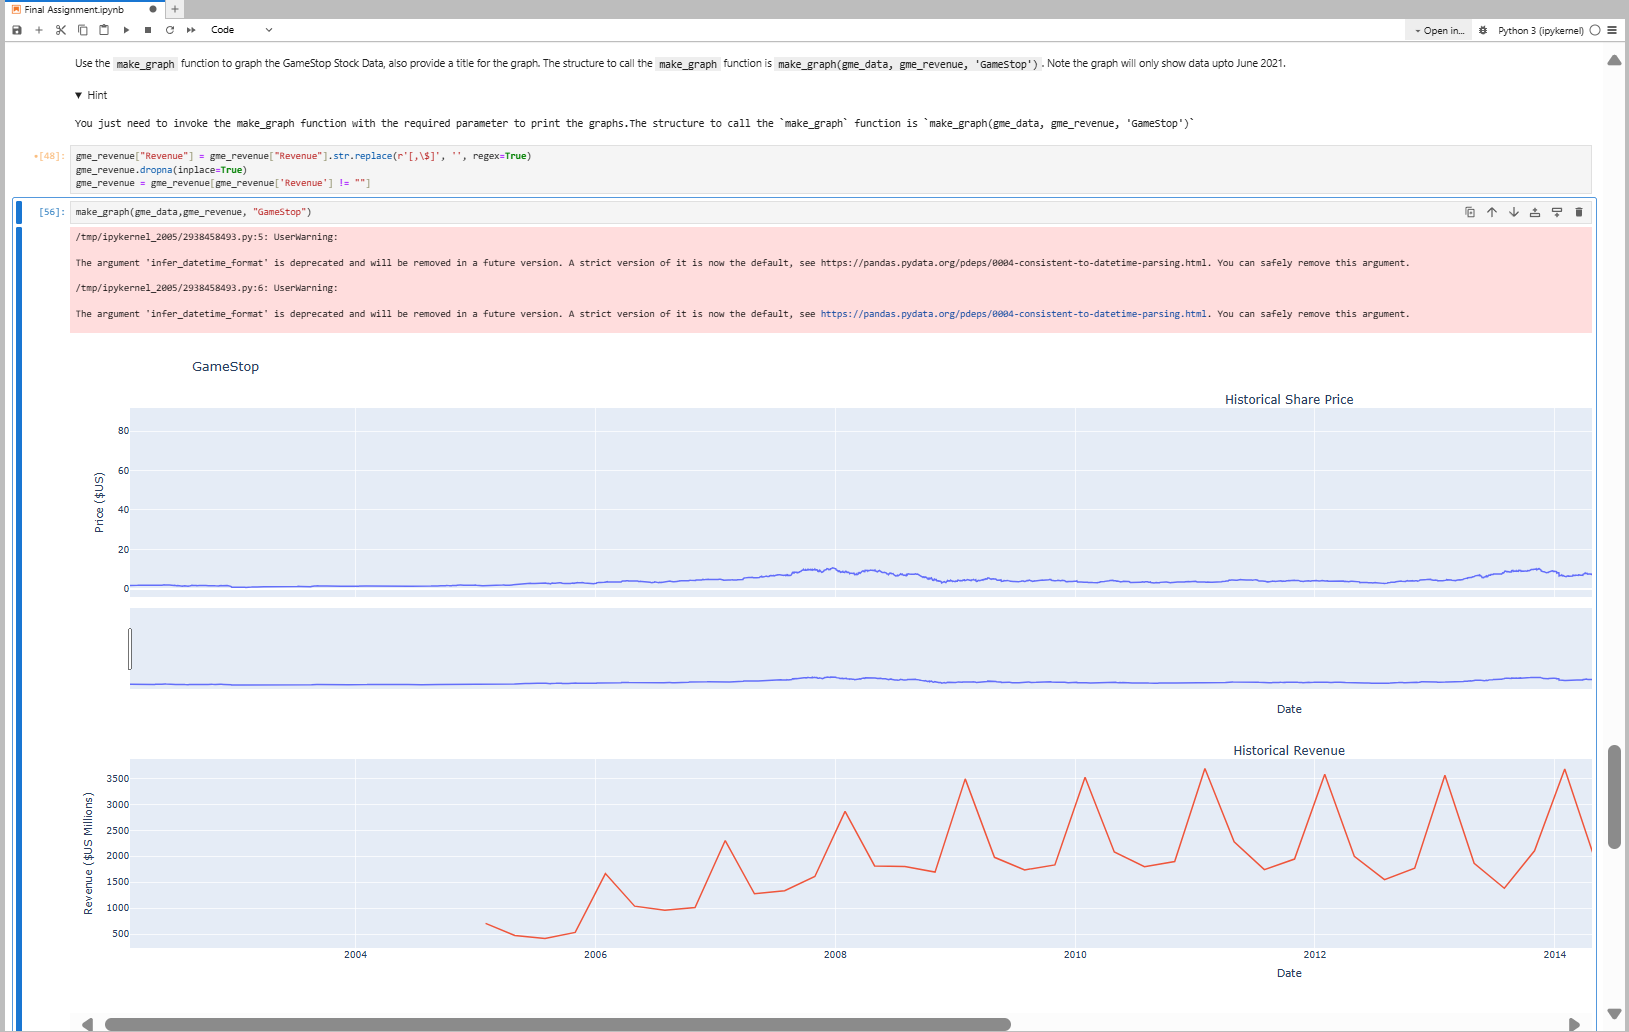 Final Assignment.ipynb
+
Code
Open in...
Python 3 (ipykernel)
Use the make_graph function to graph the GameStop Stock Data, also provide a title for the graph. The structure to call the make_graph function is make_graph(gme_data, gme_revenue, 'GameStop'). Note the graph will only show data upto June 2021.
▼ Hint
You just need to invoke the make_graph function with the required parameter to print the graphs.The structure to call the `make_graph` function is `make_graph(gme_data, gme_revenue, 'GameStop')`
•[48]:
gme_revenue["Revenue"] = gme_revenue["Revenue"].str.replace(r'[,\$]', '', regex=True)
gme_revenue.dropna(inplace=True)
gme_revenue = gme_revenue[gme_revenue['Revenue'] != ""]
[56]:
make_graph(gme_data,gme_revenue, "GameStop")
/tmp/ipykernel_2005/2938458493.py:5: UserWarning:
The argument 'infer_datetime_format' is deprecated and will be removed in a future version. A strict version of it is now the default, see https://pandas.pydata.org/pdeps/0004-consistent-to-datetime-parsing.html. You can safely remove this argument.
/tmp/ipykernel_2005/2938458493.py:6: UserWarning:
The argument 'infer_datetime_format' is deprecated and will be removed in a future version. A strict version of it is now the default, see https://pandas.pydata.org/pdeps/0004-consistent-to-datetime-parsing.html. You can safely remove this argument.
GameStop
Historical Share Price
80
60
40
20
0
Price ($US)
Date
Historical Revenue
3500
3000
2500
2000
1500
1000
500
Revenue ($US Millions)
2004
2006
2008
2010
2012
2014
Date